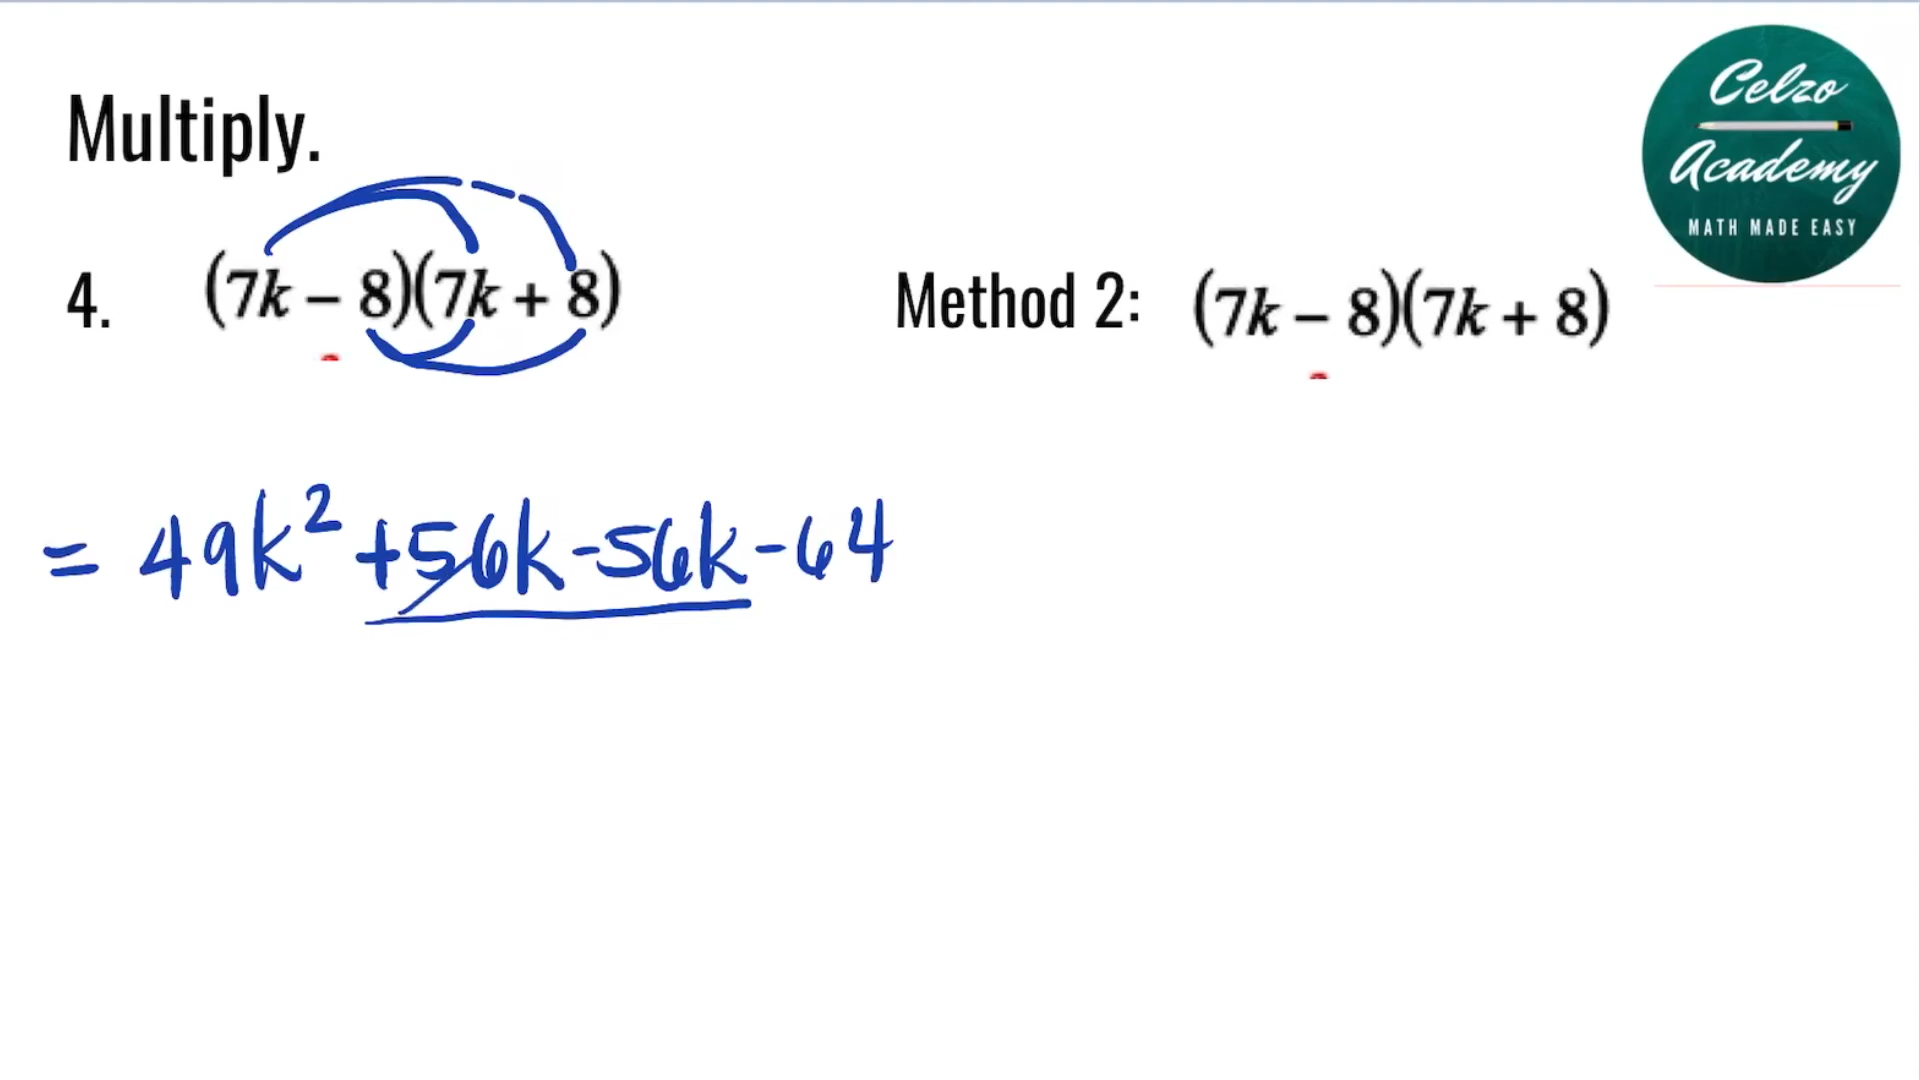 Multiply.
4. (7k – 8)(7k + 8)
= 49k² +56k -56k -64
Method 2: (7k – 8)(7k + 8)
Celzo
Academy
MATH MADE EASY